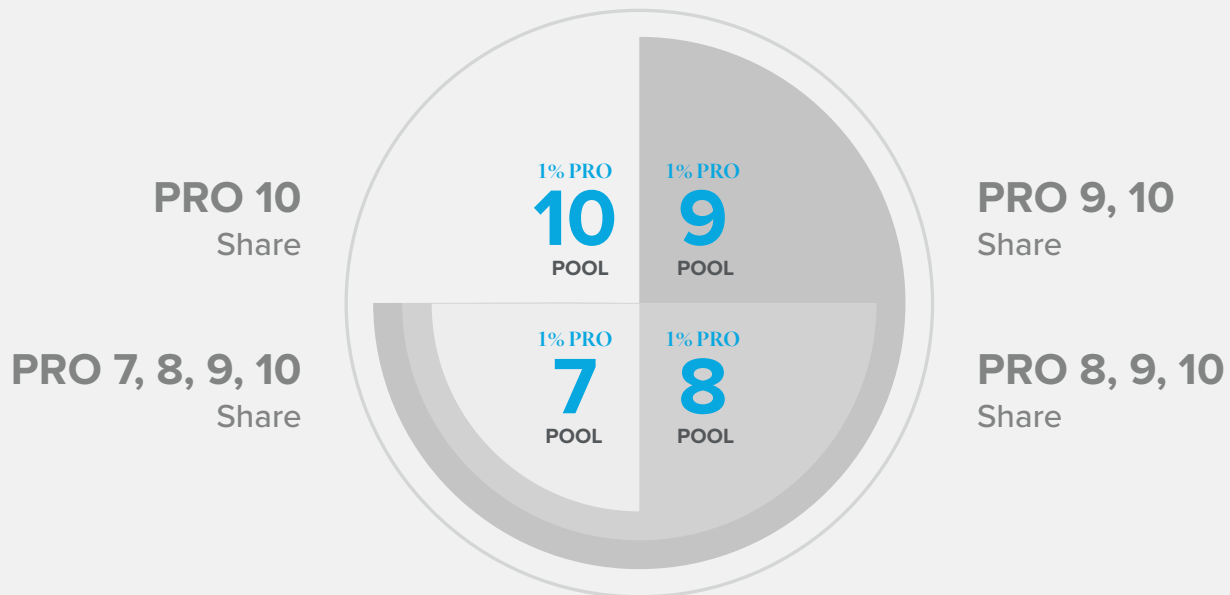 PRO 10
Share
1% PRO
10
POOL
1% PRO
9
POOL
PRO 9, 10
Share
PRO 7, 8, 9, 10
Share
1% PRO
7
POOL
1% PRO
8
POOL
PRO 8, 9, 10
Share